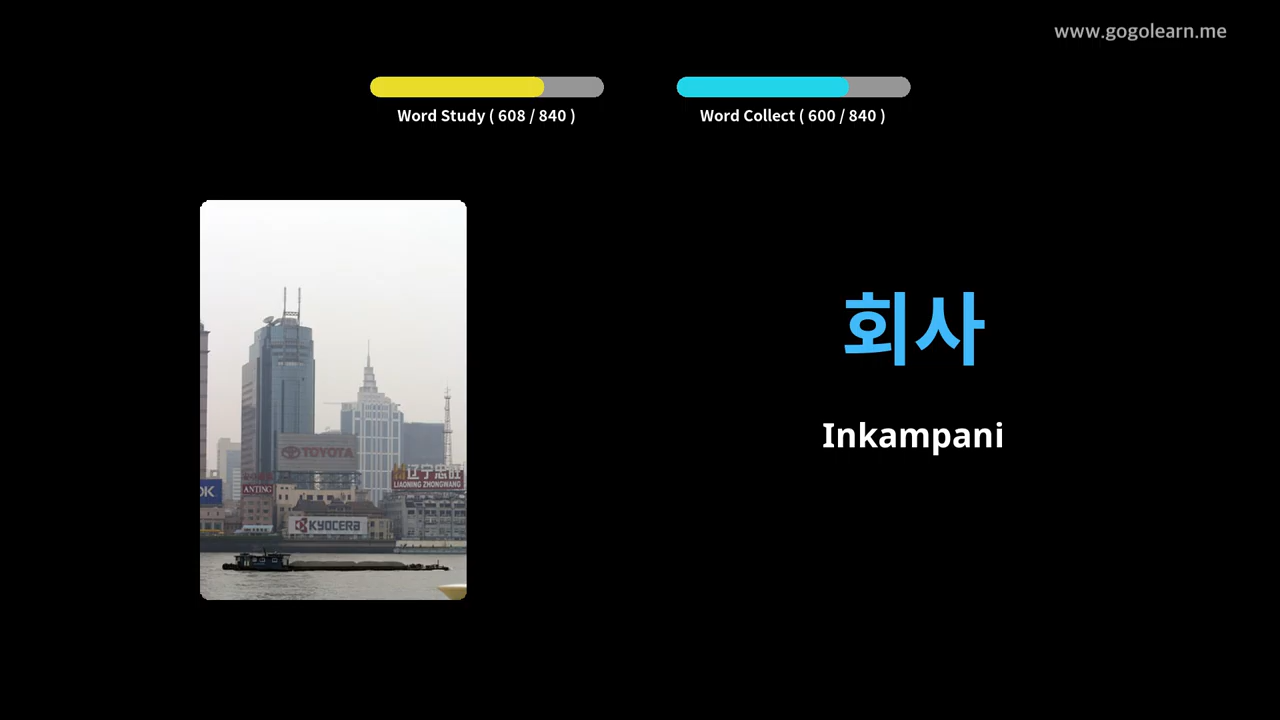 www.gogolearn.me
Word Study ( 608 / 840 )
Word Collect ( 600 / 840 )
회사
Inkampani
TOYOTA
辽宁忠旺
LIAONING ZHONGWANG
OK
ANTING
KYOCERA